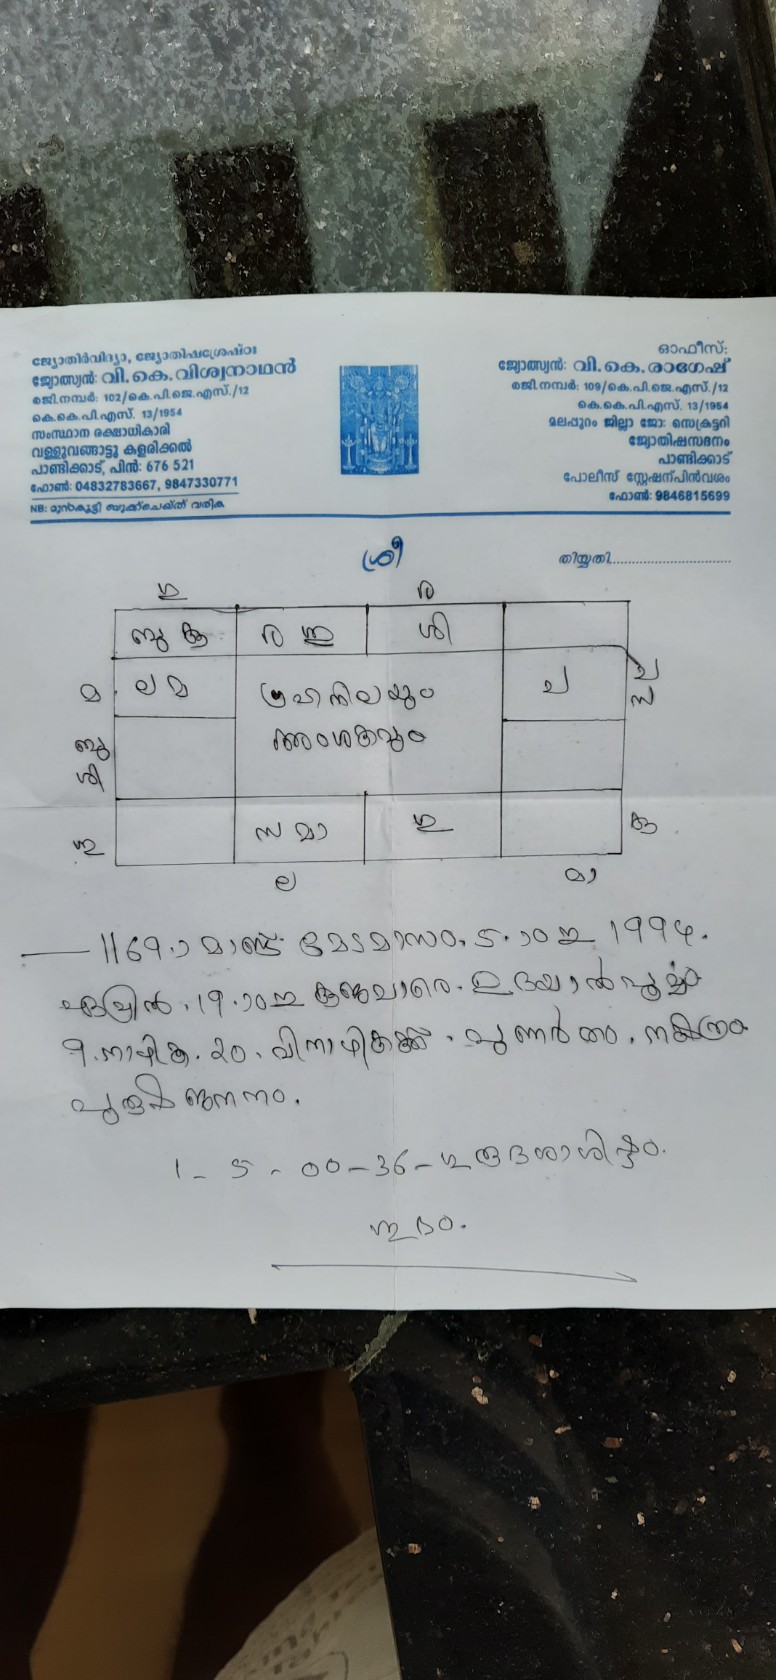 ജ്യോതിർവിദ്യാ, ജ്യോതിഷശ്രേഷ്ഠഃ
ജ്യോത്സ്യൻ: വി.കെ.വിശ്വനാഥൻ
രജി.നമ്പർ: 102/കെ.പി.ജെ.എസ്./12
കെ.കെ.പി.എസ്. 13/1954
സംസ്ഥാന രക്ഷാധികാരി
വള്ളുവങ്ങാട്ടു കളരിക്കൽ
പാണ്ടിക്കാട്, പിൻ: 676 521
ഫോൺ: 04832783667, 9847330771
NB: മുൻകൂട്ടി ബുക്ക്ചെയ്ത് വരിക
ഓഫീസ്:
ജ്യോത്സ്യൻ: വി.കെ.രാഗേഷ്
രജി.നമ്പർ: 109/കെ.പി.ജെ.എസ്./12
കെ.കെ.പി.എസ്. 13/1954
മലപ്പുറം ജില്ലാ ജോ: സെക്രട്ടറി
ജ്യോതിഷസദനം
പാണ്ടിക്കാട്
പോലീസ് സ്റ്റേഷന് പിൻവശം
ഫോൺ: 9846815699
ശ്രീ
തിയ്യതി..............................
ഗു ര
ബു കു ര ശി
മ ല മ ഗ്രഹനിലയും ച ച
സ
ബു അംശകവും
ശി
സ മാ ഗു കു
ല മാ
1169 ാ മാണ്ട് മേടമാസം. 5. ാം 1994.
ഏപ്രിൽ. 19. ാം ഉദയാൽപൂർവ്വം
9. നാഴിക. 20. വിനാഴികക്ക്. പുണർതം. നക്ഷത്രം
ജനനം.
1 - 5 - 00 - 36 - ഗുരുദശാശിഷ്ടം.
ശുഭം.